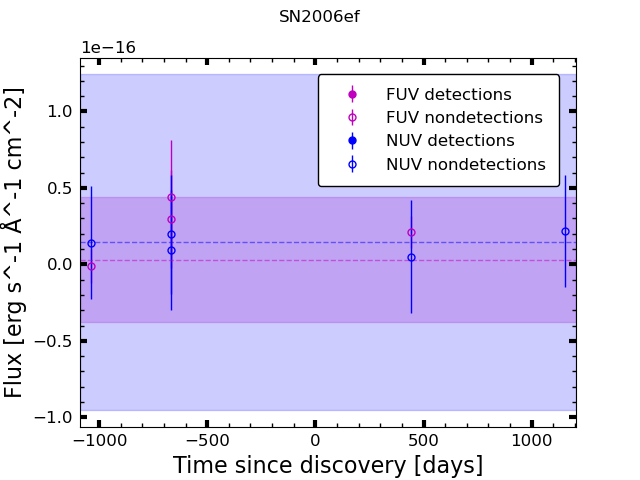 SN2006ef
1e−16
FUV detections
FUV nondetections
NUV detections
NUV nondetections
1.0
0.5
0.0
−0.5
−1.0
Flux [erg s^-1 Å^-1 cm^-2]
−1000 −500 0 500 1000
Time since discovery [days]